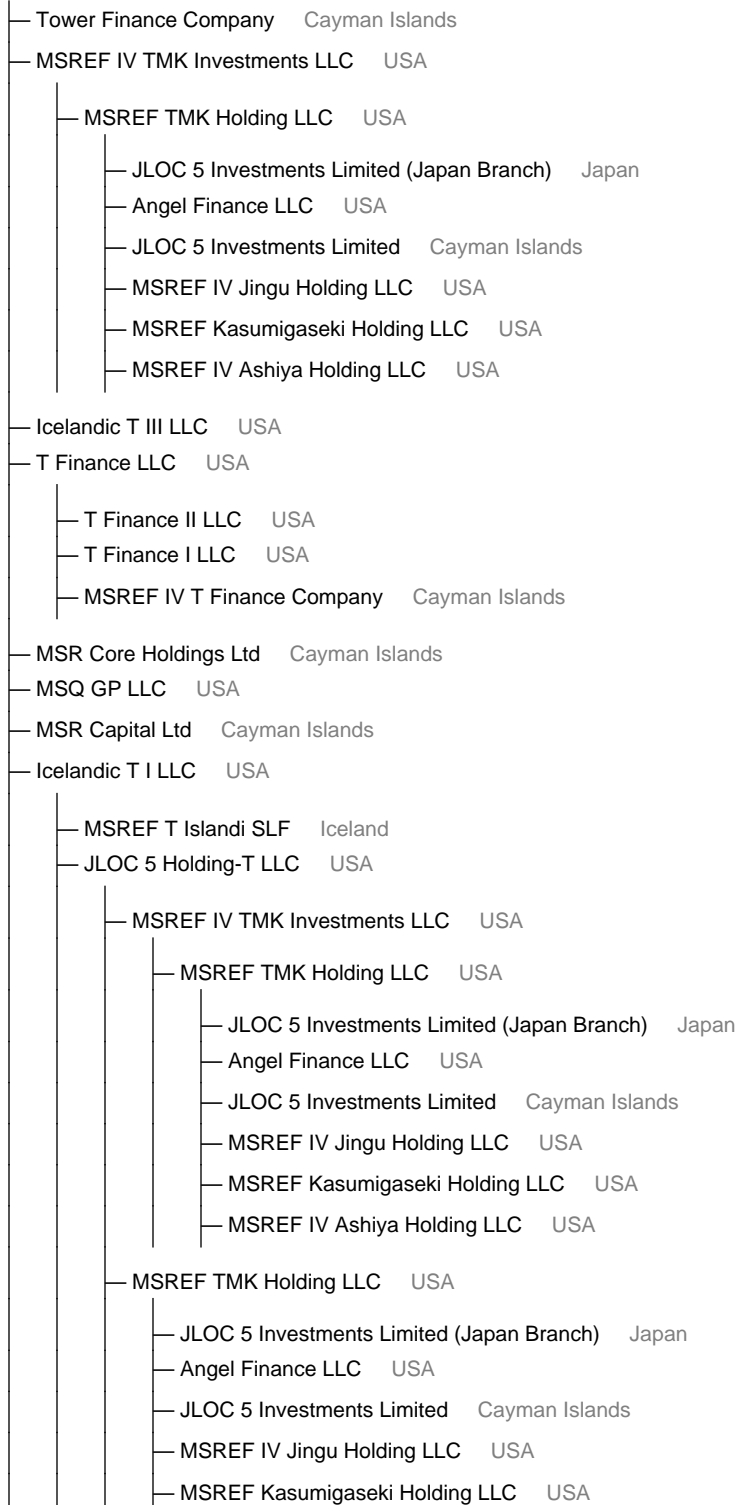 Tower Finance Company Cayman Islands
MSREF IV TMK Investments LLC USA
MSREF TMK Holding LLC USA
JLOC 5 Investments Limited (Japan Branch) Japan
Angel Finance LLC USA
JLOC 5 Investments Limited Cayman Islands
MSREF IV Jingu Holding LLC USA
MSREF Kasumigaseki Holding LLC USA
MSREF IV Ashiya Holding LLC USA
Icelandic T III LLC USA
T Finance LLC USA
T Finance II LLC USA
T Finance I LLC USA
MSREF IV T Finance Company Cayman Islands
MSR Core Holdings Ltd Cayman Islands
MSQ GP LLC USA
MSR Capital Ltd Cayman Islands
Icelandic T I LLC USA
MSREF T Islandi SLF Iceland
JLOC 5 Holding-T LLC USA
MSREF IV TMK Investments LLC USA
MSREF TMK Holding LLC USA
JLOC 5 Investments Limited (Japan Branch) Japan
Angel Finance LLC USA
JLOC 5 Investments Limited Cayman Islands
MSREF IV Jingu Holding LLC USA
MSREF Kasumigaseki Holding LLC USA
MSREF IV Ashiya Holding LLC USA
MSREF TMK Holding LLC USA
JLOC 5 Investments Limited (Japan Branch) Japan
Angel Finance LLC USA
JLOC 5 Investments Limited Cayman Islands
MSREF IV Jingu Holding LLC USA
MSREF Kasumigaseki Holding LLC USA